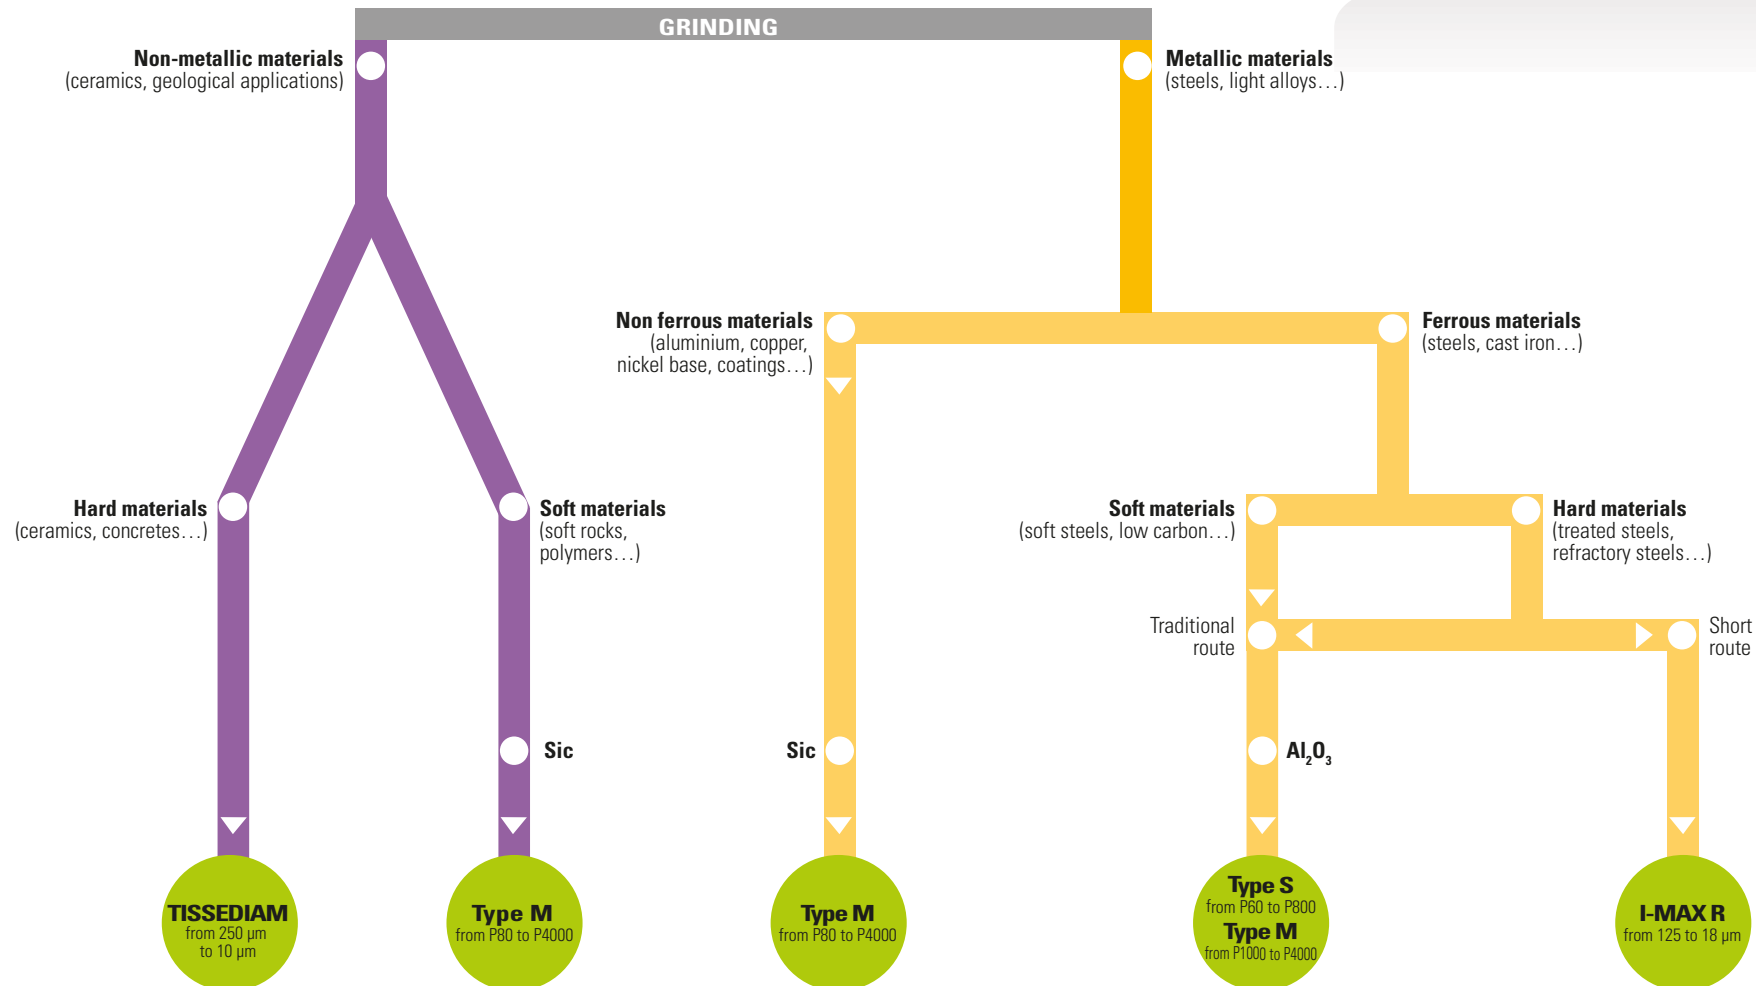 GRINDING
Non-metallic materials
(ceramics, geological applications)
Metallic materials
(steels, light alloys…)
Non ferrous materials
(aluminium, copper,
nickel base, coatings…)
Ferrous materials
(steels, cast iron…)
Hard materials
(ceramics, concretes…)
Soft materials
(soft rocks,
polymers…)
Soft materials
(soft steels, low carbon…)
Hard materials
(treated steels,
refractory steels…)
Traditional
route
Short
route
Sic
Sic
Al₂O₃
TISSEDIAM
from 250 µm
to 10 µm
Type M
from P80 to P4000
Type M
from P80 to P4000
Type S
from P60 to P800
Type M
from P1000 to P4000
I-MAX R
from 125 to 18 µm